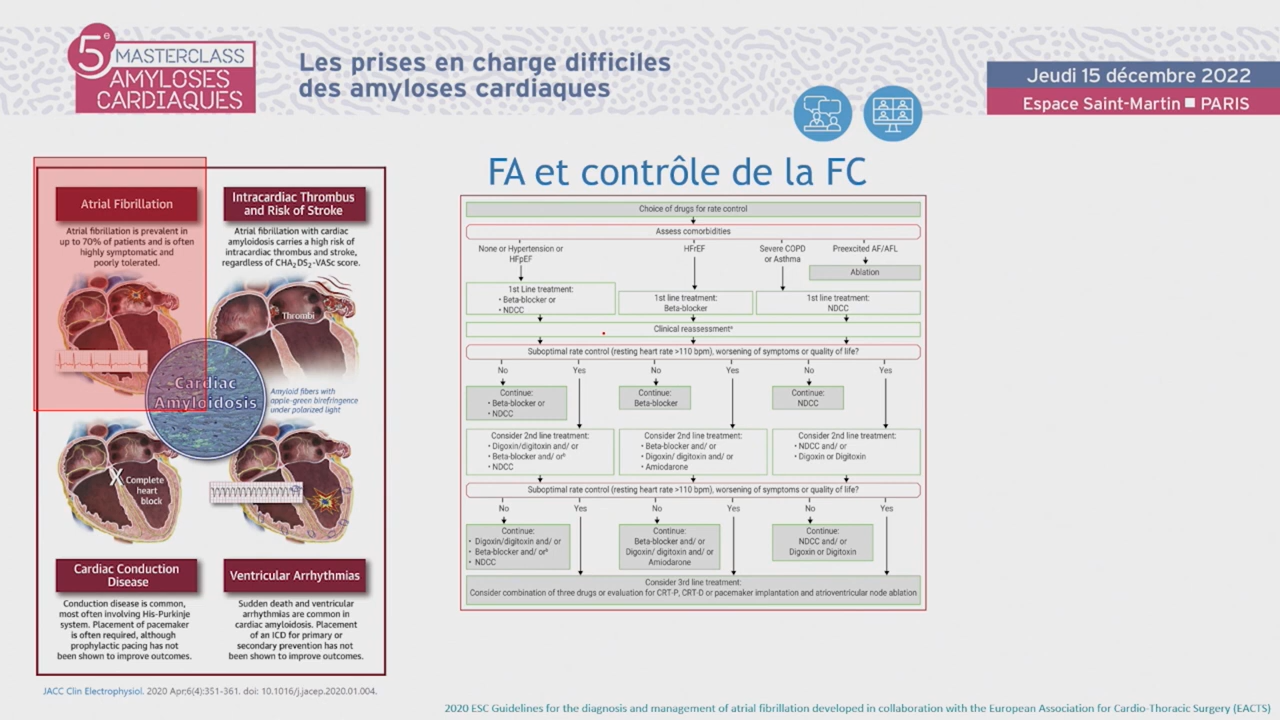 5e
MASTERCLASS
AMYLOSES
CARDIAQUES
Les prises en charge difficiles
des amyloses cardiaques
Jeudi 15 décembre 2022
Espace Saint-Martin ■ PARIS
FA et contrôle de la FC
Atrial Fibrillation
Atrial fibrillation is prevalent in
up to 70% of patients and is often
highly symptomatic and
poorly tolerated.
Intracardiac Thrombus
and Risk of Stroke
Atrial fibrillation with cardiac
amyloidosis carries a high risk of
intracardiac thrombus and stroke,
regardless of CHA2DS2-VASc score.
Thrombi
Cardiac
Amyloidosis
Amyloid fibers with
apple-green birefringence
under polarized light
Complete
heart
block
Cardiac Conduction
Disease
Conduction disease is common,
most often involving His-Purkinje
system. Placement of pacemaker
is often required, although
prophylactic pacing has not
been shown to improve outcomes.
Ventricular Arrhythmias
Sudden death and ventricular
arrhythmias are common in
cardiac amyloidosis. Placement
of an ICD for primary or
secondary prevention has not
been shown to improve outcomes.
JACC Clin Electrophysiol. 2020 Apr;6(4):351-361. doi: 10.1016/j.jacep.2020.01.004.
Choice of drugs for rate control
Assess comorbidities
None or Hypertension or
HFpEF
HFrEF
Severe COPD
or Asthma
Preexcited AF/AFL
Ablation
1st Line treatment:
• Beta-blocker or
• NDCC
1st line treatment:
Beta-blocker
1st line treatment:
NDCC
Clinical reassessmentª
Suboptimal rate control (resting heart rate >110 bpm), worsening of symptoms or quality of life?
No Yes No Yes No Yes
Continue:
• Beta-blocker or
• NDCC
Continue:
Beta-blocker
Continue:
NDCC
Consider 2nd line treatment:
• Digoxin/digitoxin and/ or
• Beta-blocker and/ orᵇ
• NDCC
Consider 2nd line treatment:
• Beta-blocker and/ or
• Digoxin/ digitoxin and/ or
• Amiodarone
Consider 2nd line treatment:
• NDCC and/ or
• Digoxin or Digitoxin
Suboptimal rate control (resting heart rate >110 bpm), worsening of symptoms or quality of life?
No Yes No Yes No Yes
Continue:
• Digoxin/digitoxin and/ or
• Beta-blocker and/orᵇ
• NDCC
Continue:
Beta-blocker and/ or
Digoxin/ digitoxin and/ or
Amiodarone
Continue:
NDCC and/ or
Digoxin or Digitoxin
Consider 3rd line treatment:
Consider combination of three drugs or evaluation for CRT-P, CRT-D or pacemaker implantation and atrioventricular node ablation
2020 ESC Guidelines for the diagnosis and management of atrial fibrillation developed in collaboration with the European Association for Cardio-Thoracic Surgery (EACTS)